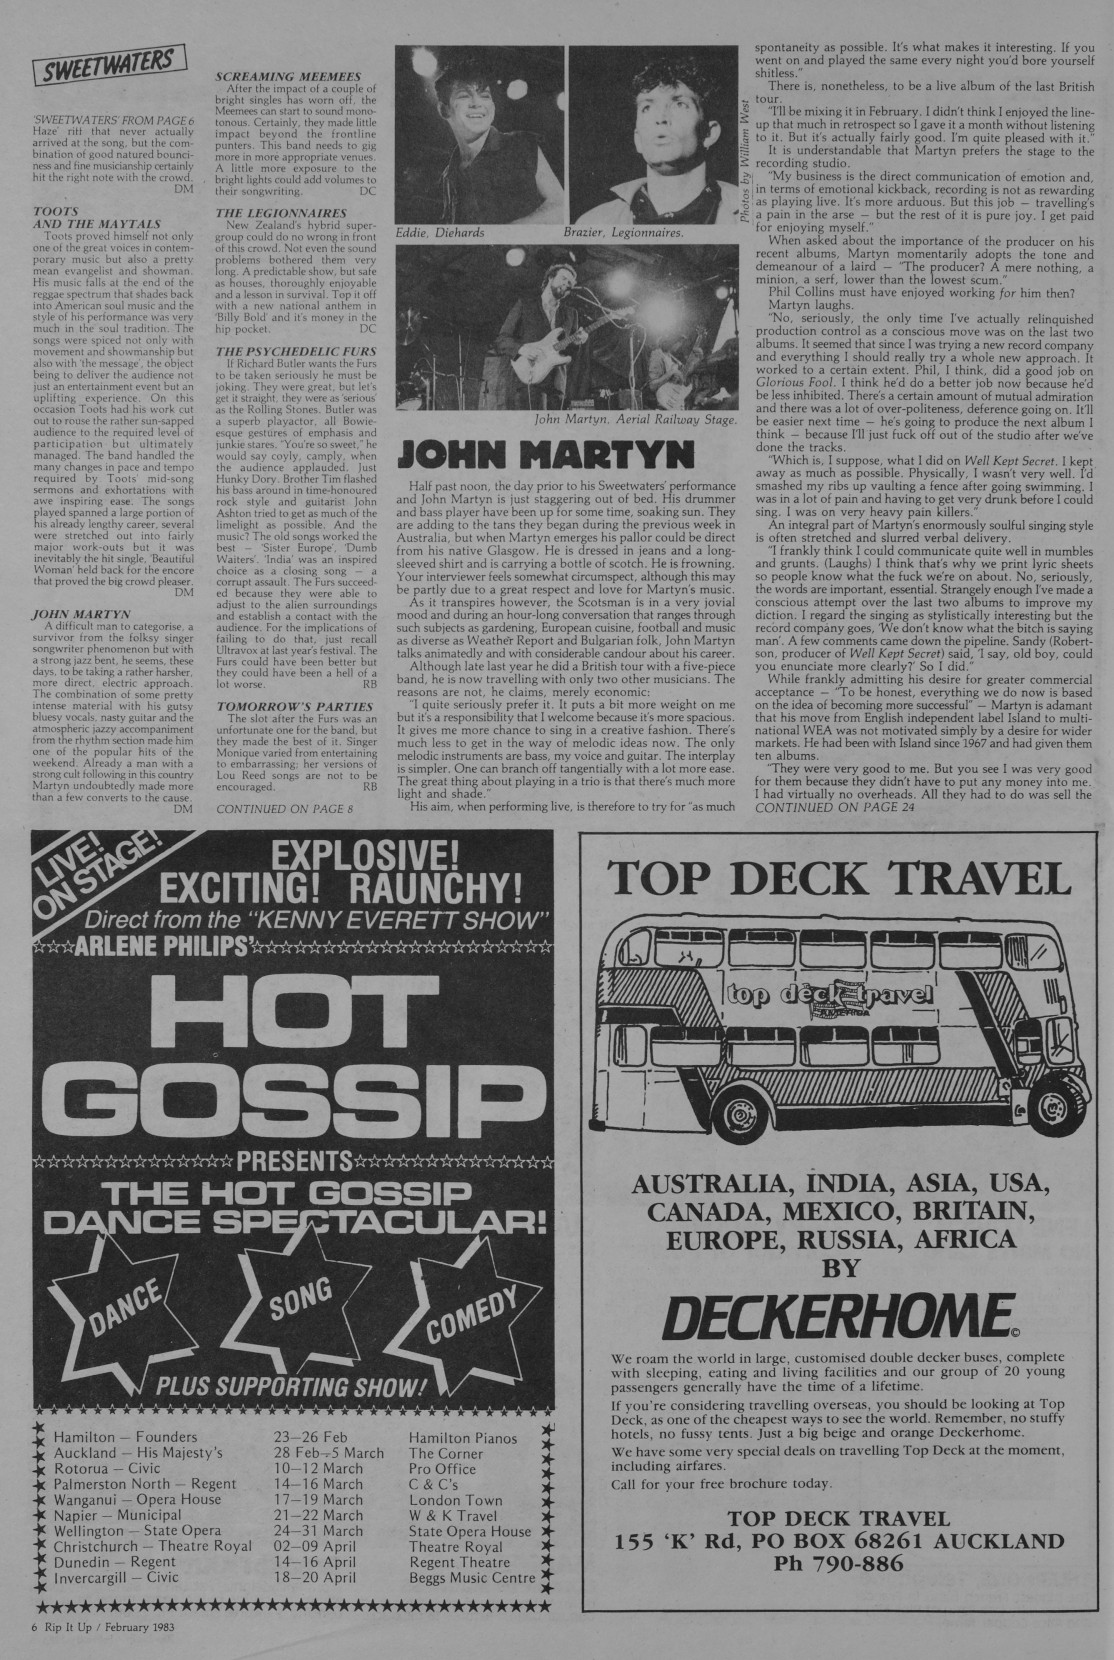 SWEETWATERS
'SWEETWATERS' FROM PAGE 6
Haze' riff that never actually
arrived at the song, but the com-
bination of good natured bounci-
ness and fine musicianship certainly
hit the right note with the crowd.
DM
TOOTS
AND THE MAYTALS
Toots proved himself not only
one of the great voices in contem-
porary music but also a pretty
mean evangelist and showman.
His music falls at the end of the
reggae spectrum that shades back
into American soul music and the
style of his performance was very
much in the soul tradition. The
songs were spiced not only with
movement and showmanship but
also with 'the message', the object
being to deliver the audience not
just an entertainment event but an
uplifting experience. On this
occasion Toots had his work cut
out to rouse the rather sun-sapped
audience to the required level of
participation but ultimately
managed. The band handled the
many changes in pace and tempo
required by Toots' mid-song
sermons and exhortations with
awe inspiring ease. The songs
played spanned a large portion of
his already lengthy career, several
were stretched out into fairly
major work-outs but it was
inevitably the hit single, 'Beautiful
Woman' held back for the encore
that proved the big crowd pleaser.
DM
JOHN MARTYN
A difficult man to categorise, a
survivor from the folksy singer
songwriter phenomenon but with
a strong jazz bent, he seems, these
days, to be taking a rather harsher,
more direct, electric approach.
The combination of some pretty
intense material with his gutsy
bluesy vocals, nasty guitar and the
atmospheric jazzy accompaniment
from the rhythm section made him
one of the popular hits of the
weekend. Already a man with a
strong cult following in this country
Martyn undoubtedly made more
than a few converts to the cause.
DM
SCREAMING MEEMEES
After the impact of a couple of
bright singles has worn off, the
Meemees can start to sound mono-
tonous. Certainly, they made little
impact beyond the frontline
punters. This band needs to gig
more in more appropriate venues.
A little more exposure to the
bright lights could add volumes to
their songwriting. DC
THE LEGIONNAIRES
New Zealand's hybrid super-
group could do no wrong in front
of this crowd. Not even the sound
problems bothered them very
long. A predictable show, but safe
as houses, thoroughly enjoyable
and a lesson in survival. Top it off
with a new national anthem in
'Billy Bold' and it's money in the
hip pocket. DC
THE PSYCHEDELIC FURS
If Richard Butler wants the Furs
to be taken seriously he must be
joking. They were great, but let's
get it straight, they were as 'serious'
as the Rolling Stones. Butler was
a superb playactor, all Bowie-
esque gestures of emphasis and
junkie stares. "You're so sweet," he
would say coyly, camply, when
the audience applauded. Just
Hunky Dory. Brother Tim flashed
his bass around in time-honoured
rock style and guitarist John
Ashton tried to get as much of the
limelight as possible. And the
music? The old songs worked the
best — 'Sister Europe', 'Dumb
Waiters'. 'India' was an inspired
choice as a closing song — a
corrupt assault. The Furs succeed-
ed because they were able to
adjust to the alien surroundings
and establish a contact with the
audience. For the implications of
failing to do that, just recall
Ultravox at last year's festival. The
Furs could have been better but
they could have been a hell of a
lot worse. RB
TOMORROW'S PARTIES
The slot after the Furs was an
unfortunate one for the band, but
they made the best of it. Singer
Monique varied from entertaining
to embarrassing; her versions of
Lou Reed songs are not to be
encouraged. RB
CONTINUED ON PAGE 8
Eddie, Diehards
Brazier, Legionnaires.
Photos by William West
John Martyn, Aerial Railway Stage.
JOHN MARTYN
Half past noon, the day prior to his Sweetwaters' performance
and John Martyn is just staggering out of bed. His drummer
and bass player have been up for some time, soaking sun. They
are adding to the tans they began during the previous week in
Australia, but when Martyn emerges his pallor could be direct
from his native Glasgow. He is dressed in jeans and a long-
sleeved shirt and is carrying a bottle of scotch. He is frowning.
Your interviewer feels somewhat circumspect, although this may
be partly due to a great respect and love for Martyn's music.
As it transpires however, the Scotsman is in a very jovial
mood and during an hour-long conversation that ranges through
such subjects as gardening, European cuisine, football and music
as diverse as Weather Report and Bulgarian folk, John Martyn
talks animatedly and with considerable candour about his career.
Although late last year he did a British tour with a five-piece
band, he is now travelling with only two other musicians. The
reasons are not, he claims, merely economic:
"I quite seriously prefer it. It puts a bit more weight on me
but it's a responsibility that I welcome because it's more spacious.
It gives me more chance to sing in a creative fashion. There's
much less to get in the way of melodic ideas now. The only
melodic instruments are bass, my voice and guitar. The interplay
is simpler. One can branch off tangentially with a lot more ease.
The great thing about playing in a trio is that there's much more
light and shade."
His aim, when performing live, is therefore to try for "as much
spontaneity as possible. It's what makes it interesting. If you
went on and played the same every night you'd bore yourself
shitless."
There is, nonetheless, to be a live album of the last British
tour.
"I'll be mixing it in February. I didn't think I enjoyed the line-
up that much in retrospect so I gave it a month without listening
to it. But it's actually fairly good. I'm quite pleased with it."
It is understandable that Martyn prefers the stage to the
recording studio.
"My business is the direct communication of emotion and,
in terms of emotional kickback, recording is not as rewarding
as playing live. It's more arduous. But this job — travelling's
a pain in the arse — but the rest of it is pure joy. I get paid
for enjoying myself."
When asked about the importance of the producer on his
recent albums, Martyn momentarily adopts the tone and
demeanour of a laird — "The producer? A mere nothing, a
minion, a serf, lower than the lowest scum."
Phil Collins must have enjoyed working for him then?
Martyn laughs.
"No, seriously, the only time I've actually relinquished
production control as a conscious move was on the last two
albums. It seemed that since I was trying a new record company
and everything I should really try a whole new approach. It
worked to a certain extent. Phil, I think, did a good job on
Glorious Fool. I think he'd do a better job now because he'd
be less inhibited. There's a certain amount of mutual admiration
and there was a lot of over-politeness, deference going on. It'll
be easier next time — he's going to produce the next album I
think — because I'll just fuck off out of the studio after we've
done the tracks.
"Which is, I suppose, what I did on Well Kept Secret. I kept
away as much as possible. Physically, I wasn't very well. I'd
smashed my ribs up vaulting a fence after going swimming. I
was in a lot of pain and having to get very drunk before I could
sing. I was on very heavy pain killers."
An integral part of Martyn's enormously soulful singing style
is often stretched and slurred verbal delivery.
"I frankly think I could communicate quite well in mumbles
and grunts. (Laughs) I think that's why we print lyric sheets
so people know what the fuck we're on about. No, seriously,
the words are important, essential. Strangely enough I've made a
conscious attempt over the last two albums to improve my
diction. I regard the singing as stylistically interesting but the
record company goes, 'We don't know what the bitch is saying
man'. A few comments came down the pipeline. Sandy (Robert-
son, producer of Well Kept Secret) said, 'I say, old boy, could
you enunciate more clearly?' So I did."
While frankly admitting his desire for greater commercial
acceptance — "To be honest, everything we do now is based
on the idea of becoming more successful" — Martyn is adamant
that his move from English independent label Island to multi-
national WEA was not motivated simply by a desire for wider
markets. He had been with Island since 1967 and had given them
ten albums.
"They were very good to me. But you see I was very good
for them because they didn't have to put any money into me.
I had virtually no overheads. All they had to do was sell the
CONTINUED ON PAGE 24
LIVE!
ON STAGE!
EXPLOSIVE!
EXCITING! RAUNCHY!
Direct from the "KENNY EVERETT SHOW"
ARLENE PHILIPS'
HOT
GOSSIP
PRESENTS
THE HOT GOSSIP
DANCE SPECTACULAR!
DANCE
SONG
COMEDY
PLUS SUPPORTING SHOW!
Hamilton — Founders 23—26 Feb Hamilton Pianos
Auckland — His Majesty's 28 Feb—5 March The Corner
Rotorua — Civic 10—12 March Pro Office
Palmerston North — Regent 14—16 March C & C's
Wanganui — Opera House 17—19 March London Town
Napier — Municipal 21—22 March W & K Travel
Wellington — State Opera 24—31 March State Opera House
Christchurch — Theatre Royal 02—09 April Theatre Royal
Dunedin — Regent 14—16 April Regent Theatre
Invercargill — Civic 18—20 April Beggs Music Centre
TOP DECK TRAVEL
top deck travel
AMERICA
AUSTRALIA, INDIA, ASIA, USA,
CANADA, MEXICO, BRITAIN,
EUROPE, RUSSIA, AFRICA
BY
DECKERHOME©
We roam the world in large, customised double decker buses, complete
with sleeping, eating and living facilities and our group of 20 young
passengers generally have the time of a lifetime.
If you're considering travelling overseas, you should be looking at Top
Deck, as one of the cheapest ways to see the world. Remember, no stuffy
hotels, no fussy tents. Just a big beige and orange Deckerhome.
We have some very special deals on travelling Top Deck at the moment,
including airfares.
Call for your free brochure today.
TOP DECK TRAVEL
155 'K' Rd, PO BOX 68261 AUCKLAND
Ph 790-886
6 Rip It Up / February 1983